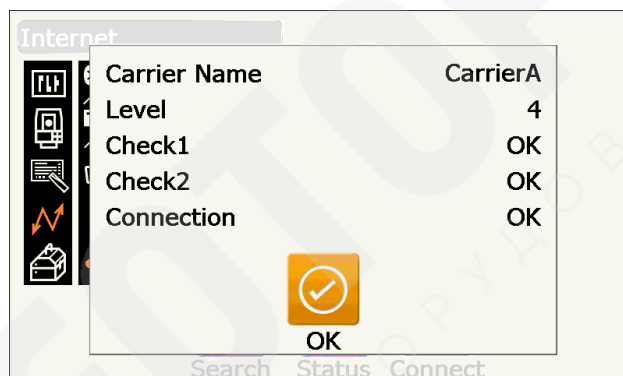 Internet
Carrier Name CarrierA
Level 4
Check1 OK
Check2 OK
Connection OK
OK
Search Status Connect